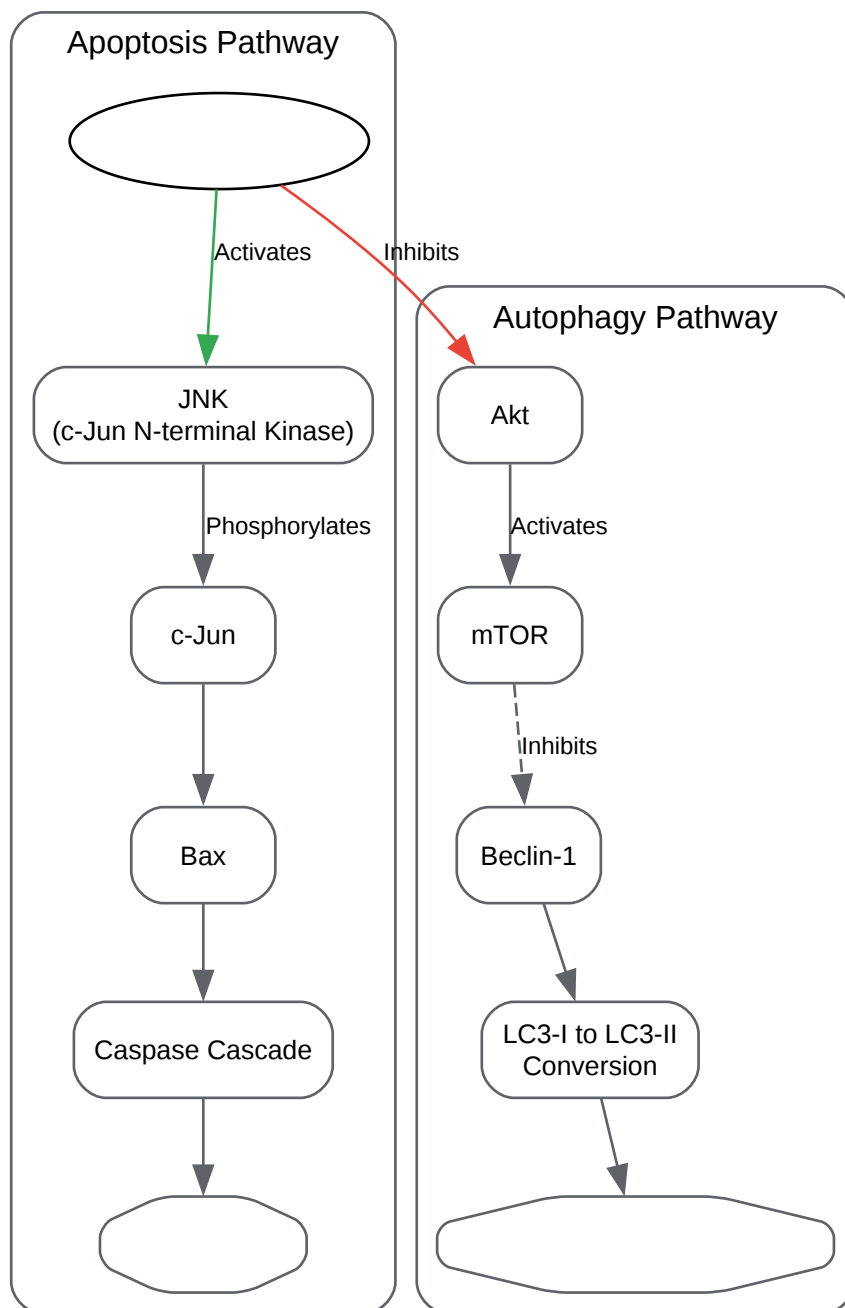 Apoptosis Pathway
Activates
Inhibits
Autophagy Pathway
JNK
(c-Jun N-terminal Kinase)
Akt
Phosphorylates
Activates
c-Jun
mTOR
Inhibits
Bax
Beclin-1
Caspase Cascade
LC3-I to LC3-II
Conversion